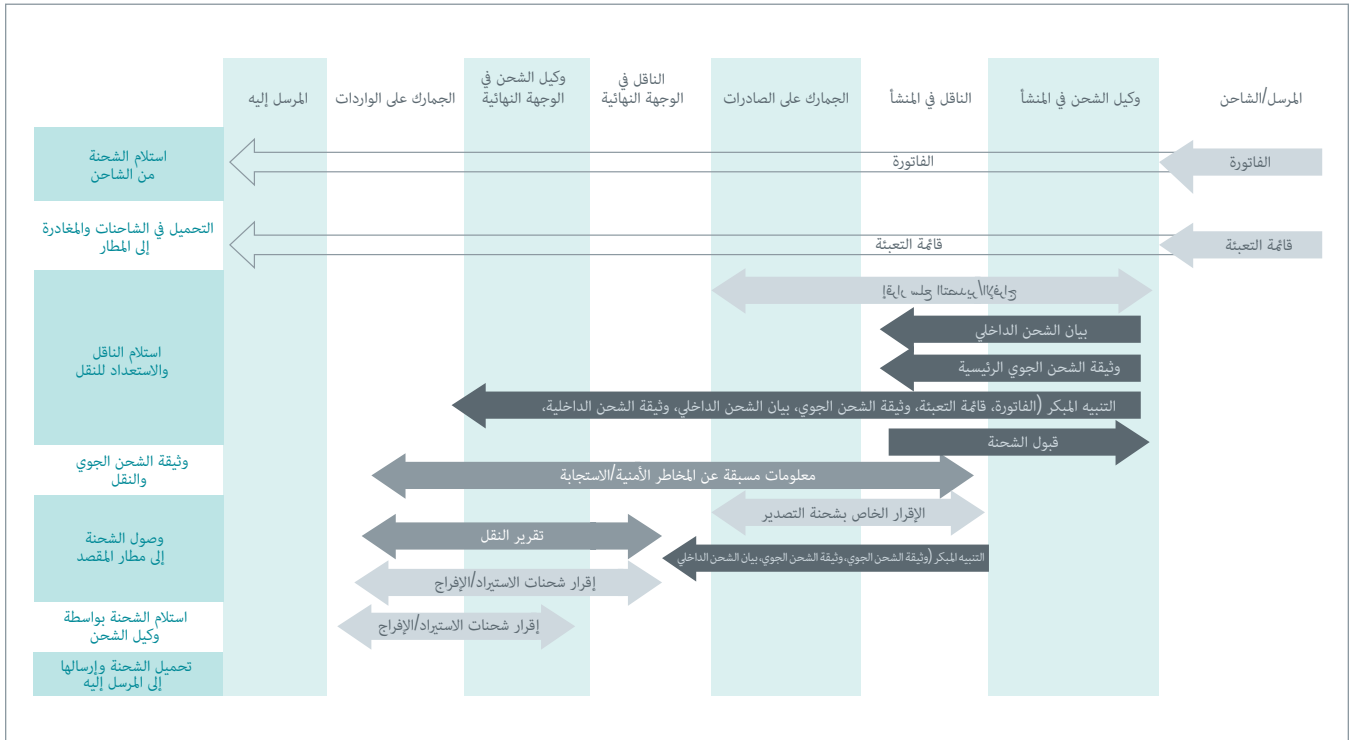 المرسل/الشاحن
وكيل الشحن في المنشأ
الناقل في المنشأ
الجمارك على الصادرات
الناقل في
الوجهة النهائية
وكيل الشحن في
الوجهة النهائية
الجمارك على الواردات
المرسل إليه
استلام الشحنة
من الشاحن
الفاتورة
الفاتورة
التحميل في الشاحنات والمغادرة
إلى المطار
قائمة التعبئة
قائمة التعبئة
استلام الناقل
والاستعداد للنقل
إقرار سلع التصدير/الإفراج
بيان الشحن الداخلي
وثيقة الشحن الجوي الرئيسية
التنبيه المبكر (الفاتورة، قائمة التعبئة، وثيقة الشحن الجوي، بيان الشحن الداخلي، وثيقة الشحن الداخلية،
قبول الشحنة
وثيقة الشحن الجوي
والنقل
معلومات مسبقة عن المخاطر الأمنية/الاستجابة
وصول الشحنة
إلى مطار المقصد
الإقرار الخاص بشحنة التصدير
تقرير النقل
التنبيه المبكر (وثيقة الشحن الجوي، وثيقة الشحن الجوي، بيان الشحن الداخلي
إقرار شحنات الاستيراد/الإفراج
استلام الشحنة بواسطة
وكيل الشحن
إقرار شحنات الاستيراد/الإفراج
تحميل الشحنة وإرسالها
إلى المرسل إليه